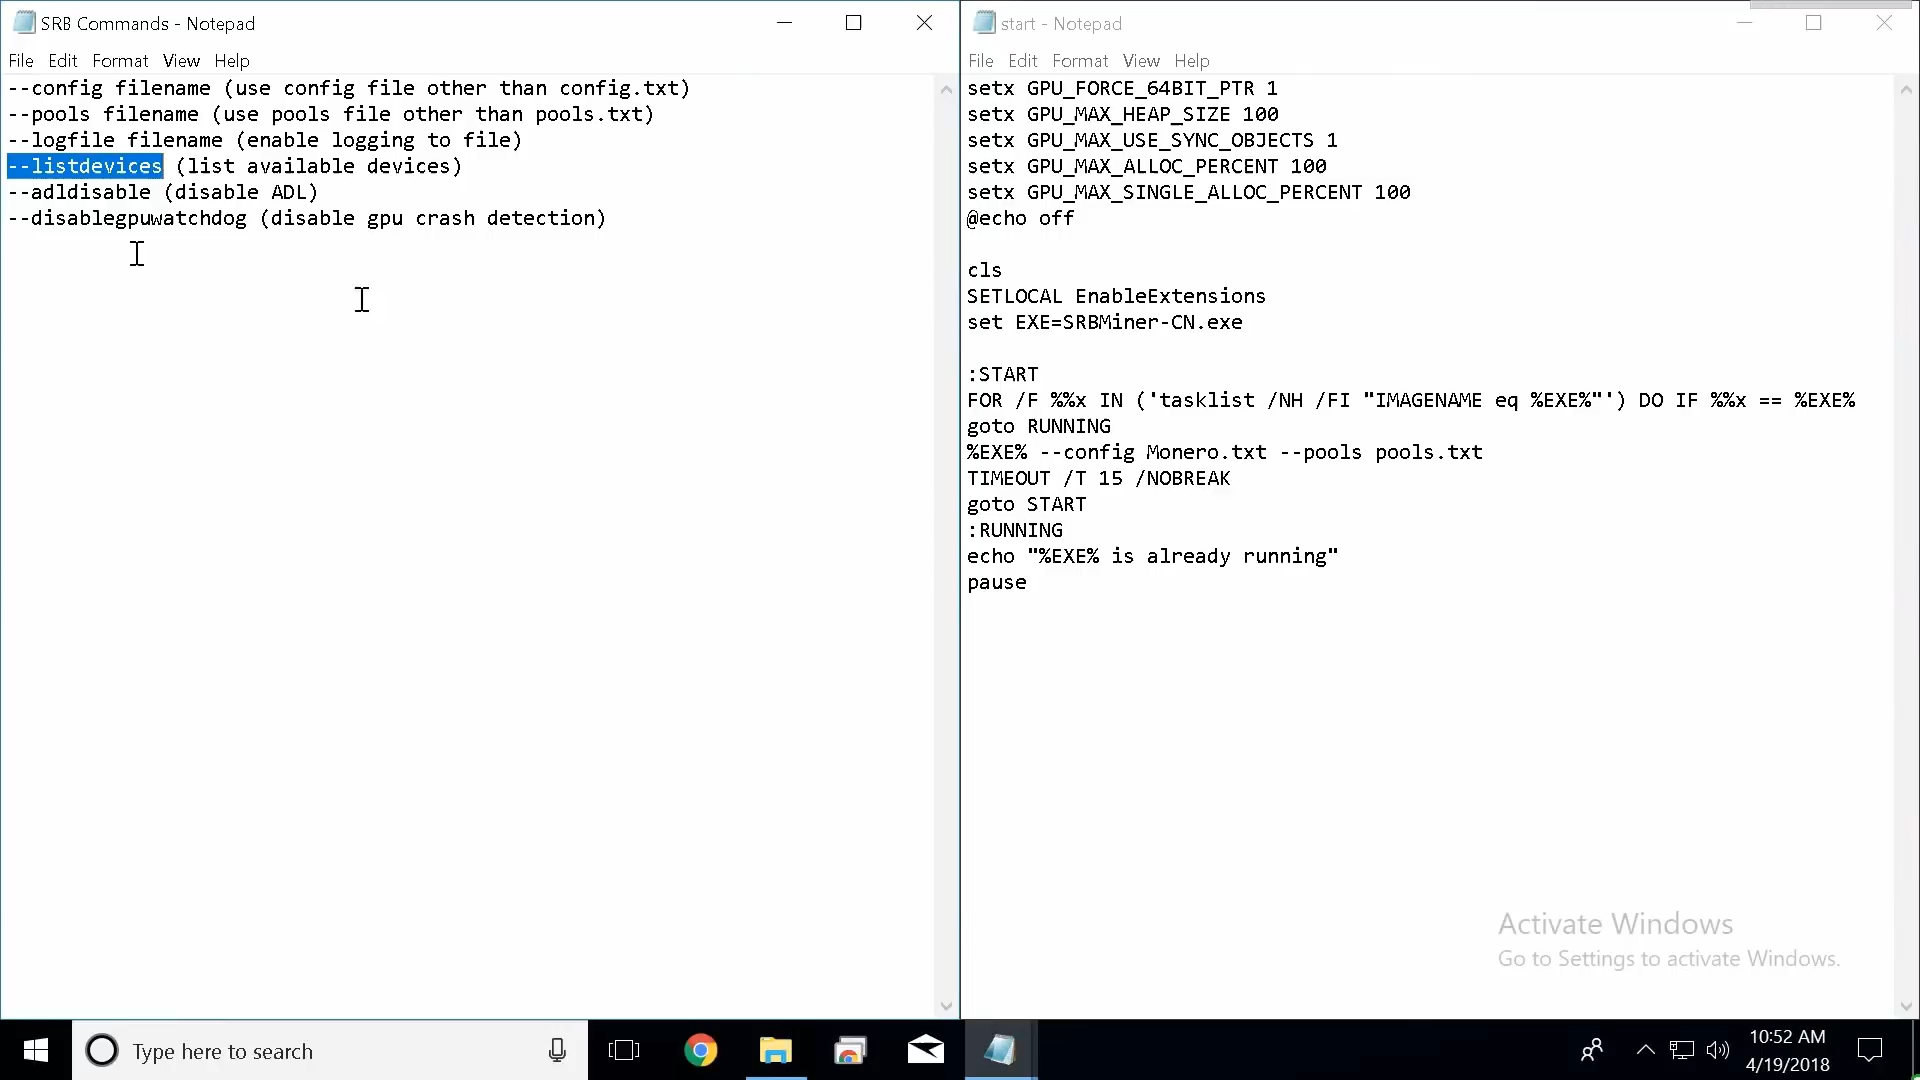 SRB Commands - Notepad
File Edit Format View Help
--config filename (use config file other than config.txt)
--pools filename (use pools file other than pools.txt)
--logfile filename (enable logging to file)
--listdevices (list available devices)
--adldisable (disable ADL)
--disablegpuwatchdog (disable gpu crash detection)
start - Notepad
File Edit Format View Help
setx GPU_FORCE_64BIT_PTR 1
setx GPU_MAX_HEAP_SIZE 100
setx GPU_MAX_USE_SYNC_OBJECTS 1
setx GPU_MAX_ALLOC_PERCENT 100
setx GPU_MAX_SINGLE_ALLOC_PERCENT 100
@echo off
cls
SETLOCAL EnableExtensions
set EXE=SRBMiner-CN.exe
:START
FOR /F %%x IN ('tasklist /NH /FI "IMAGENAME eq %EXE%"') DO IF %%x == %EXE%
goto RUNNING
%EXE% --config Monero.txt --pools pools.txt
TIMEOUT /T 15 /NOBREAK
goto START
:RUNNING
echo "%EXE% is already running"
pause
Activate Windows
Go to Settings to activate Windows.
Type here to search
10:52 AM
4/19/2018